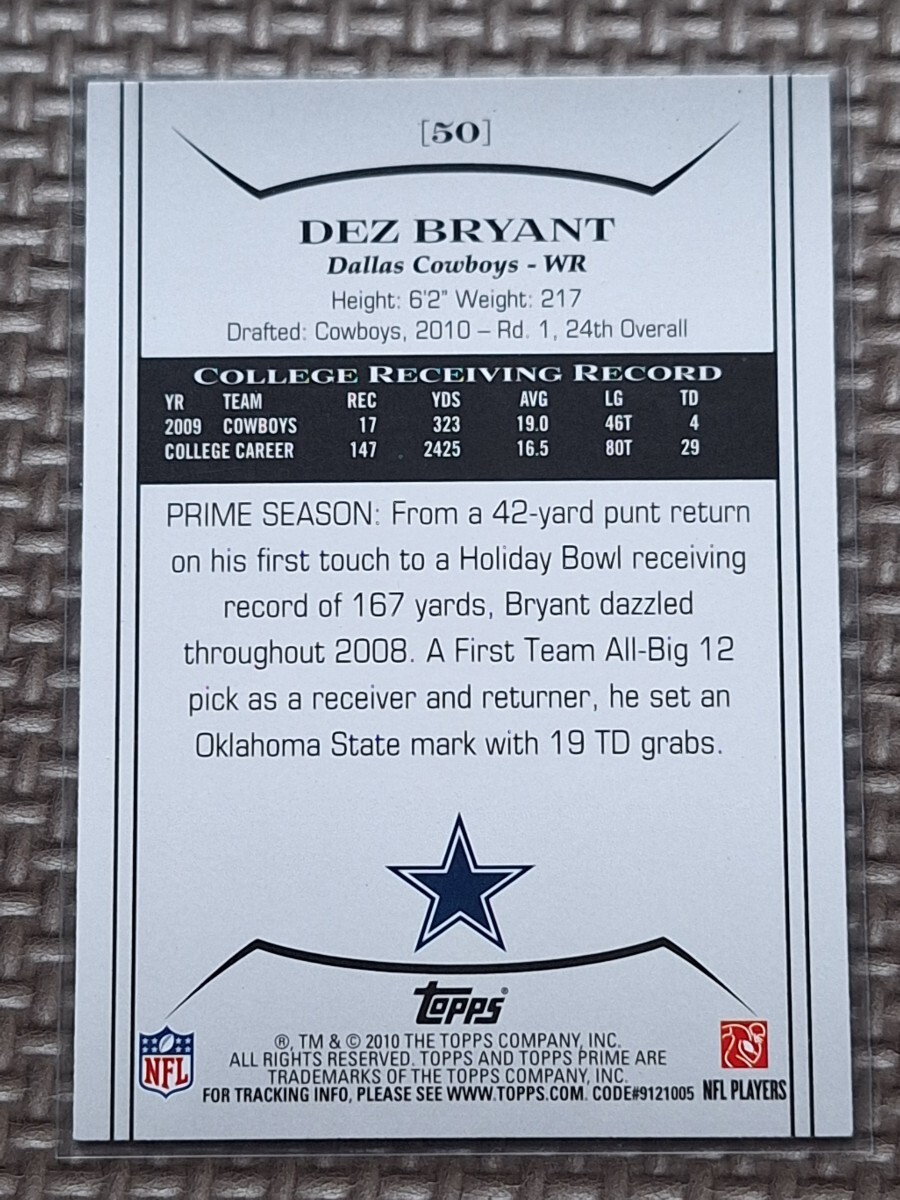 [50]
DEZ BRYANT
Dallas Cowboys - WR
Height: 6'2" Weight: 217
Drafted: Cowboys, 2010 – Rd. 1, 24th Overall
COLLEGE RECEIVING RECORD
YR TEAM REC YDS AVG LG TD
2009 COWBOYS 17 323 19.0 46T 4
COLLEGE CAREER 147 2425 16.5 80T 29
PRIME SEASON: From a 42-yard punt return
on his first touch to a Holiday Bowl receiving
record of 167 yards, Bryant dazzled
throughout 2008. A First Team All-Big 12
pick as a receiver and returner, he set an
Oklahoma State mark with 19 TD grabs.
topps®
®, TM & © 2010 THE TOPPS COMPANY, INC.
ALL RIGHTS RESERVED. TOPPS AND TOPPS PRIME ARE
TRADEMARKS OF THE TOPPS COMPANY, INC.
FOR TRACKING INFO, PLEASE SEE WWW.TOPPS.COM. CODE#9121005
NFL
NFL PLAYERS